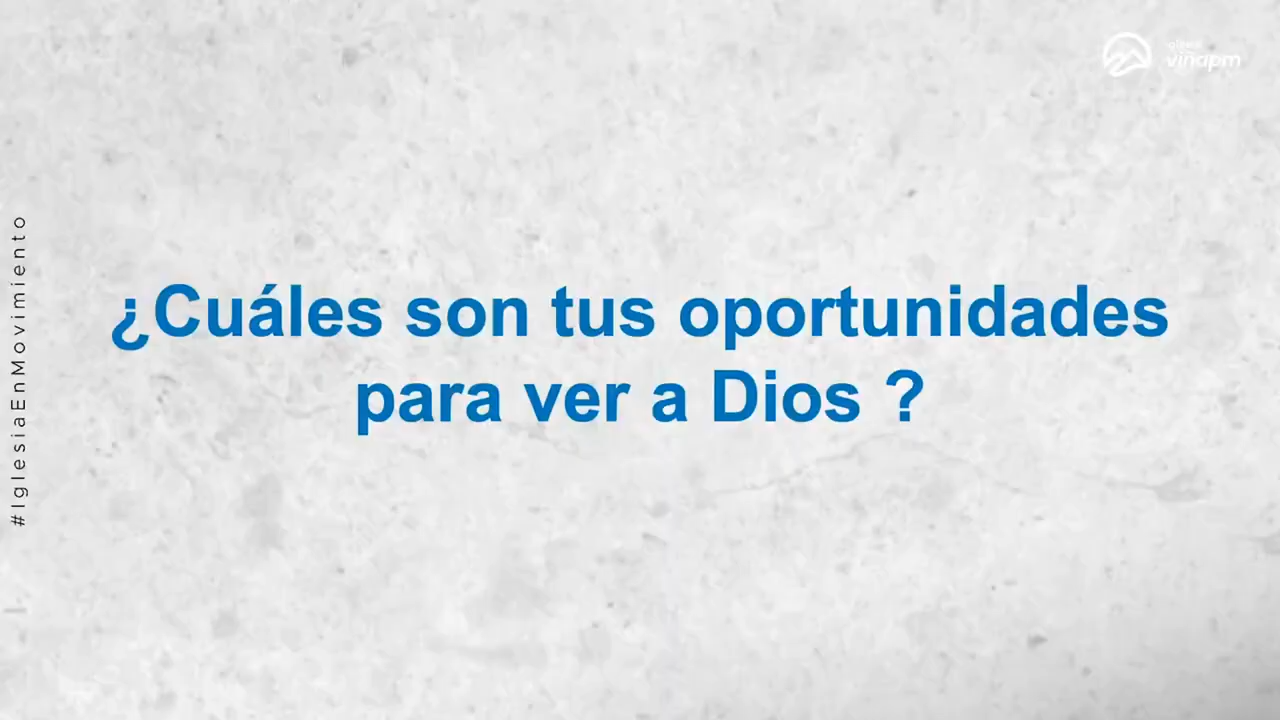 vinapm
#IglesiaEnMovimiento
¿Cuáles son tus oportunidades
para ver a Dios ?